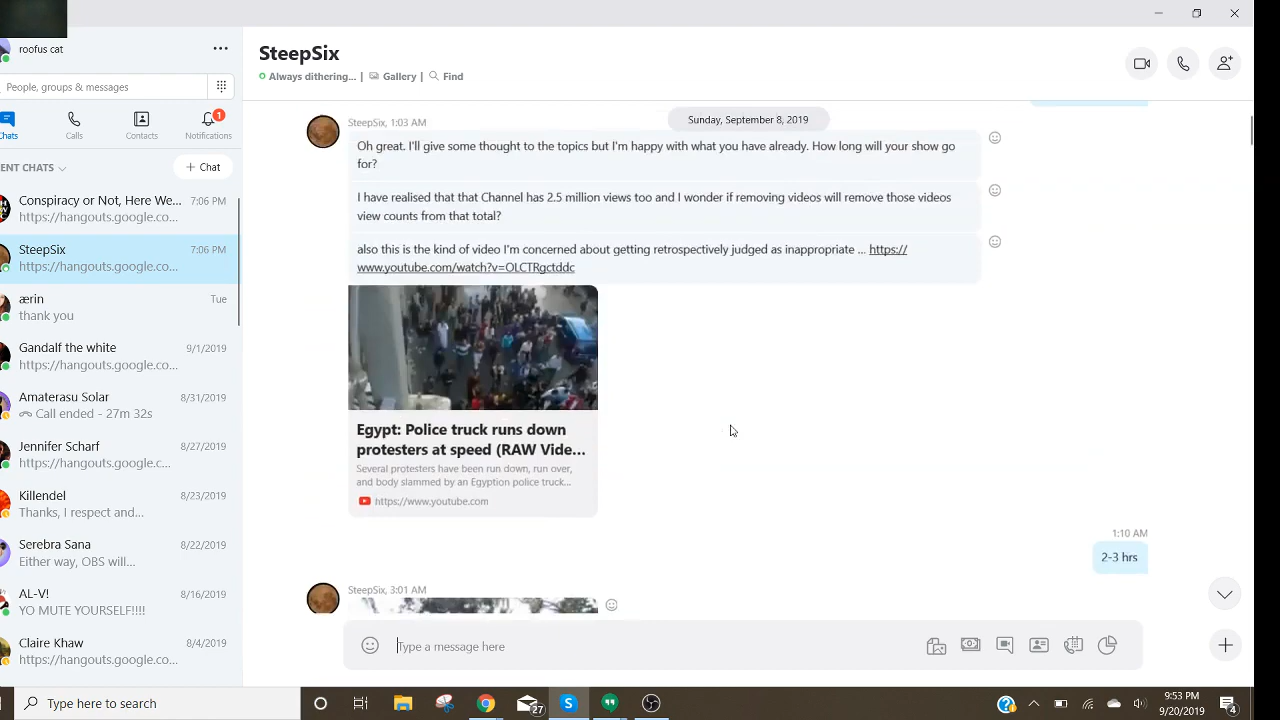 roofus cat
People, groups & messages
Chats
Calls
Contacts
1
Notifications
ENT CHATS
+ Chat
Conspiracy or Not, Here We...
7:06 PM
https://hangouts.google.co...
SteepSix
7:06 PM
https://hangouts.google.co...
ærin
Tue
thank you
Gandalf the white
9/1/2019
https://hangouts.google.co...
Amaterasu Solar
8/31/2019
Call ended - 27m 32s
Jennifer Scharf
8/27/2019
https://hangouts.google.c...
Killendel
8/23/2019
Thanks, I respect and...
Serebra Sana
8/22/2019
Either way, OBS will...
AL-V!
8/16/2019
YO MUTE YOURSELF!!!!
Claire Khaw
8/4/2019
https://hangouts.google.co...
SteepSix
Always dithering... | Gallery | Find
Sunday, September 8, 2019
SteepSix, 1:03 AM
Oh great. I'll give some thought to the topics but I'm happy with what you have already. How long will your show go
for?
I have realised that that Channel has 2.5 million views too and I wonder if removing videos will remove those videos
view counts from that total?
also this is the kind of video I'm concerned about getting retrospectively judged as inappropriate ... https://
www.youtube.com/watch?v=OLCTRgctddc
Egypt: Police truck runs down
protesters at speed (RAW Vide...
Several protesters have been run down, run over,
and body slammed by an Egyption police truck...
https://www.youtube.com
1:10 AM
2-3 hrs
SteepSix, 3:01 AM
Type a message here
Type here to search
27
9:53 PM
9/20/2019
4